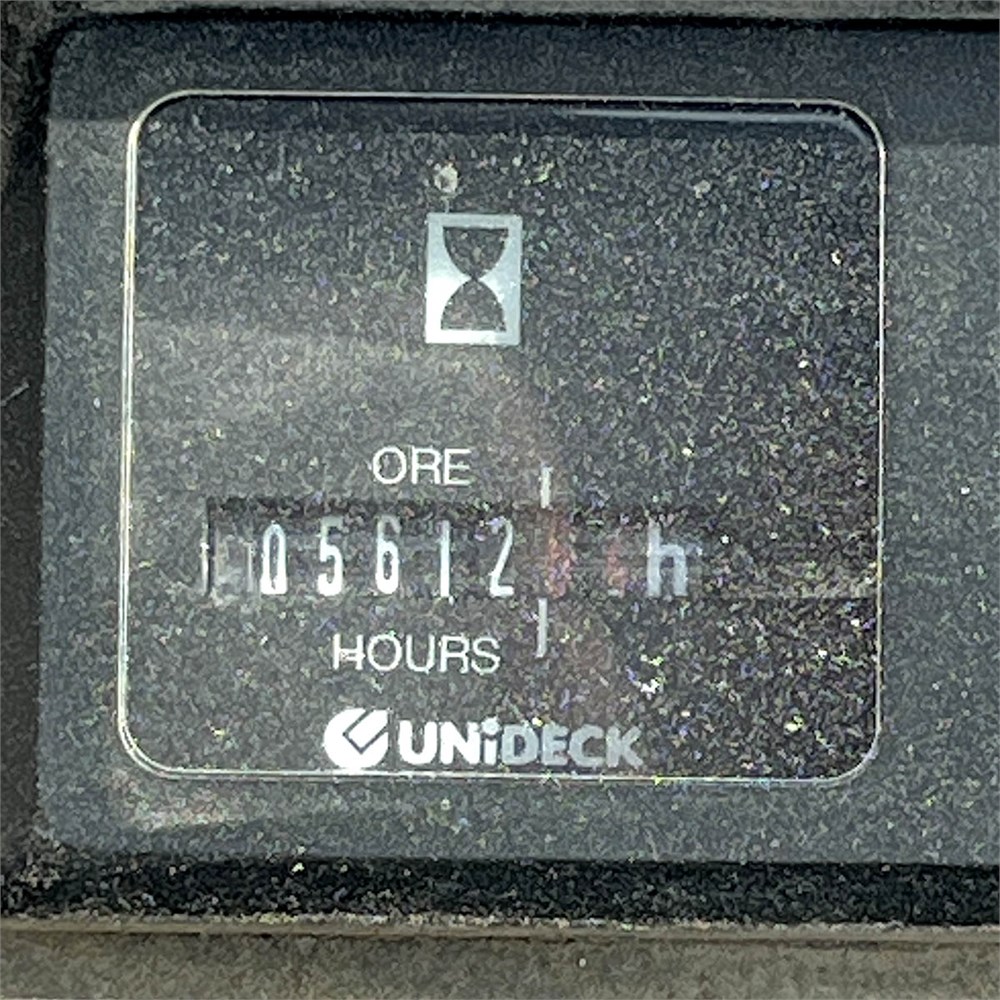 ORE
05612 h
HOURS
UNiDECK